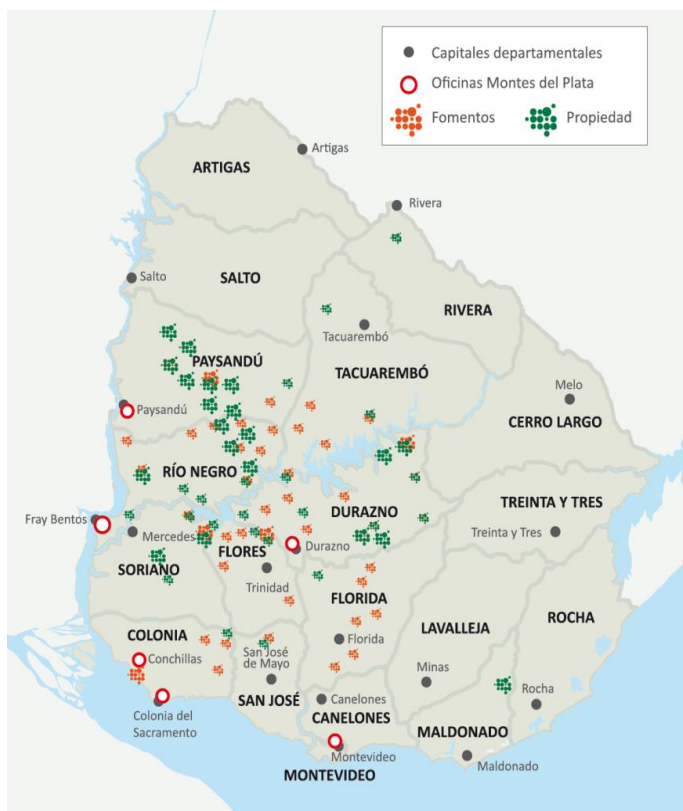 Capitales departamentales
Oficinas Montes del Plata
Fomentos Propiedad
Artigas
ARTIGAS
Rivera
Salto
SALTO
RIVERA
Tacuarembó
PAYSANDÚ
TACUAREMBÓ
Melo
Paysandú
CERRO LARGO
RÍO NEGRO
TREINTA Y TRES
DURAZNO
Fray Bentos
Mercedes
Treinta y Tres
FLORES
Durazno
SORIANO
Trinidad
FLORIDA
ROCHA
COLONIA
LAVALLEJA
Florida
Conchillas
San José
de Mayo
Minas
SAN JOSÉ
Canelones
Rocha
Colonia del
Sacramento
CANELONES
MALDONADO
Montevideo
Maldonado
MONTEVIDEO